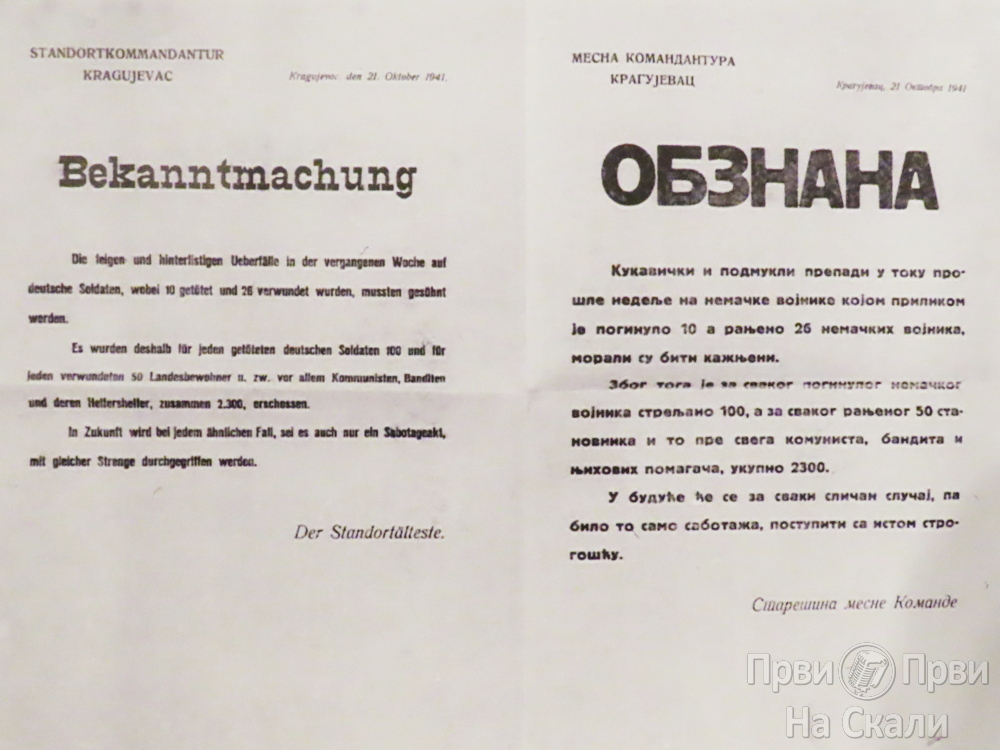 STANDORTKOMMANDANTUR
KRAGUJEVAC
Kragujevac, den 21. Oktober 1941.
Bekanntmachung
Die feigen und hinterlistigen Ueberfälle in der vergangenen Woche auf
deutsche Soldaten, wobei 10 getötet und 26 verwundet wurden, mussten gesühnt
werden.
Es wurden deshalb für jeden getöteten deutschen Soldaten 100 und für
jeden verwundeten 50 Landesbewohner u. zw. vor allem Kommunisten, Banditen
und deren Helfershelfer, zusammen 2.300, erschossen.
In Zukunft wird bei jedem ähnlichen Fall, sei es auch nur ein Sabotageakt,
mit gleicher Strenge durchgegriffen werden.
Der Standortälteste.
МЕСНА КОМАНДАНТУРА
КРАГУЈЕВАЦ
Крагујевац, 21 Октобра 1941
ОБЗНАНА
Кукавички и подмукли препади у току про-
шле недеље на немачке војнике којом приликом
је погинуло 10 а рањено 26 немачких војника,
морали су бити кажњени.
Због тога је за сваког погинулог немачког
војника стрељано 100, а за сваког рањеног 50 ста-
новника и то пре свега комуниста, бандита и
њихових помагача, укупно 2300.
У будуће ће се за сваки сличан случај, па
било то само саботажа, поступити са истом стро-
гошћу.
Старешина месне Команде
Први Први
На Скали